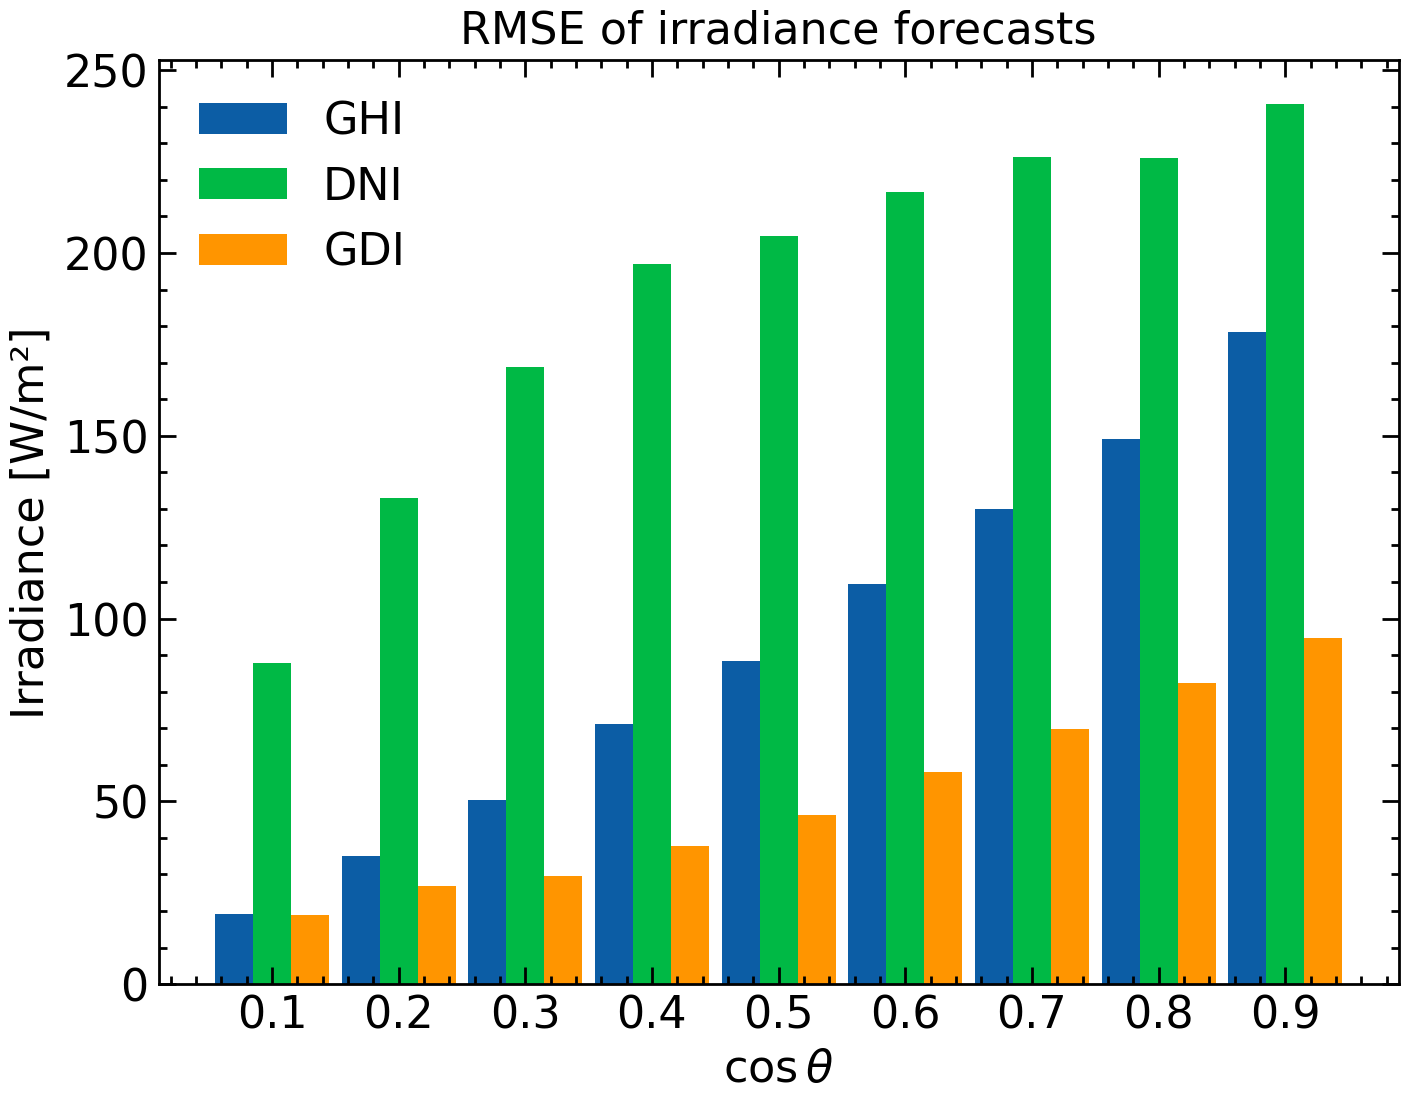 RMSE of irradiance forecasts
GHI
DNI
GDI
Irradiance [W/m²]
250
200
150
100
50
0
0.1 0.2 0.3 0.4 0.5 0.6 0.7 0.8 0.9
cos θ